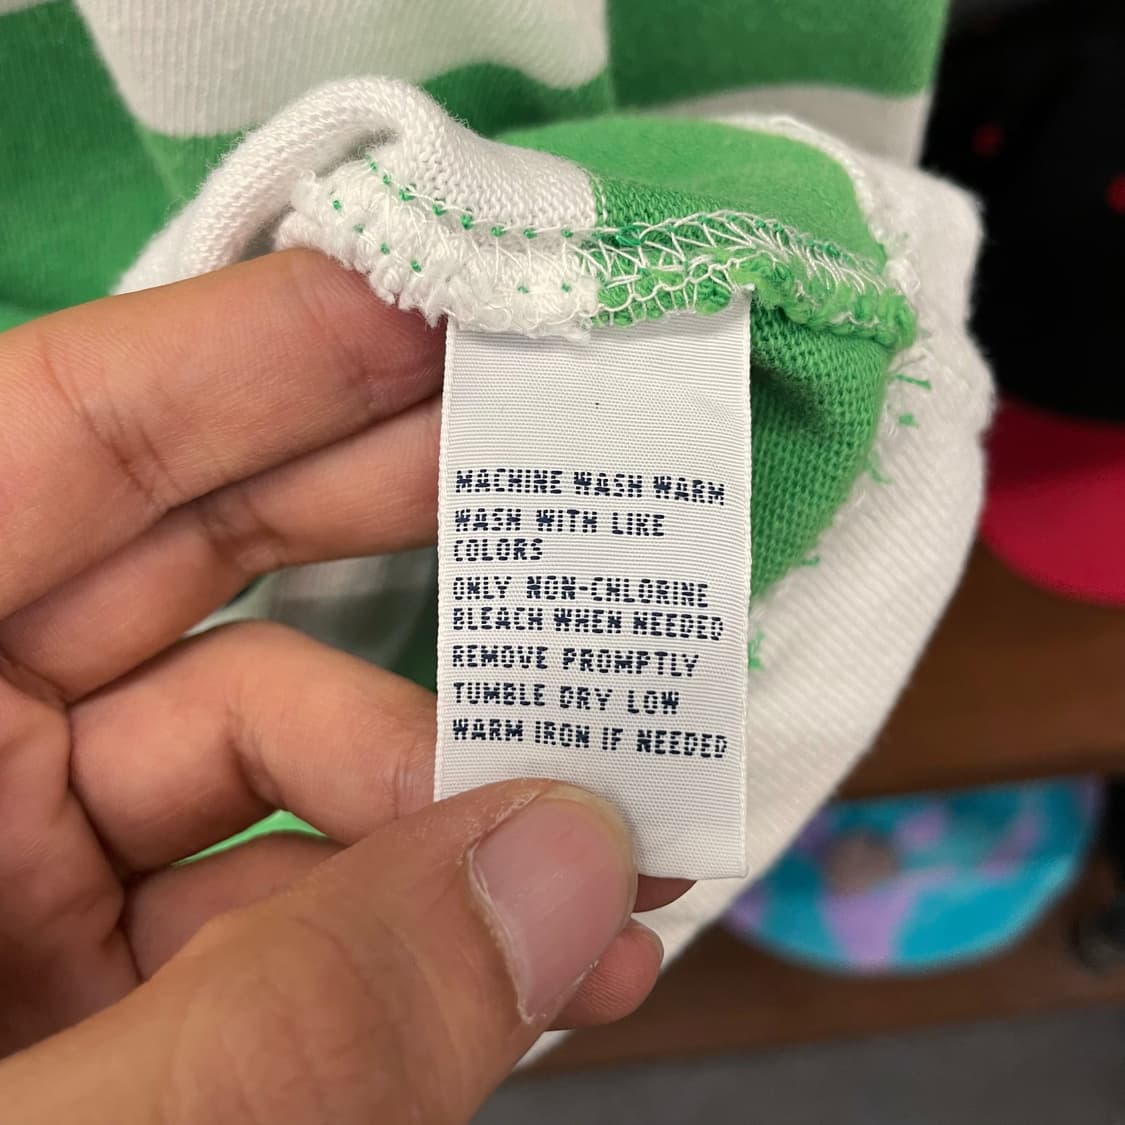 MACHINE WASH WARM
WASH WITH LIKE
COLORS
ONLY NON-CHLORINE
BLEACH WHEN NEEDED
REMOVE PROMPTLY
TUMBLE DRY LOW
WARM IRON IF NEEDED